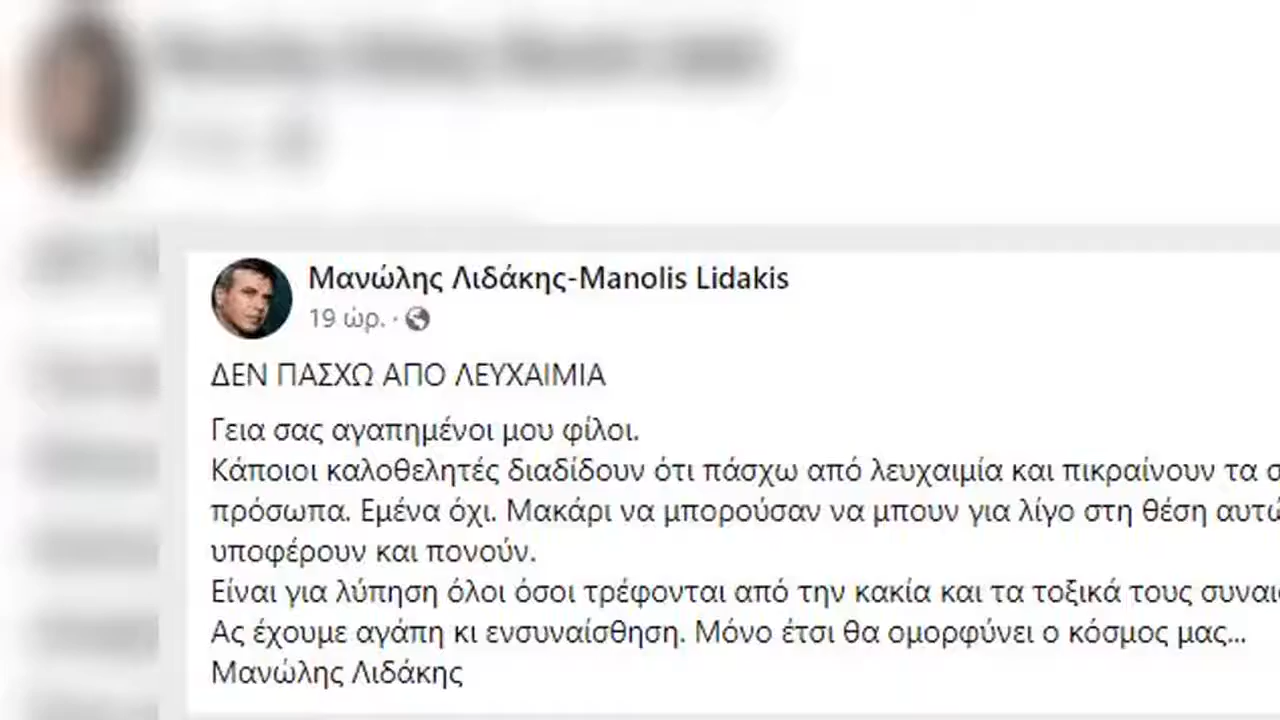 Μανώλης Λιδάκης-Manolis Lidakis
19 ώρ. ·
ΔΕΝ ΠΑΣΧΩ ΑΠΟ ΛΕΥΧΑΙΜΙΑ
Γεια σας αγαπημένοι μου φίλοι.
Κάποιοι καλοθελητές διαδίδουν ότι πάσχω από λευχαιμία και πικραίνουν τα
πρόσωπα. Εμένα όχι. Μακάρι να μπορούσαν να μπουν για λίγο στη θέση
υποφέρουν και πονούν.
Είναι για λύπηση όλοι όσοι τρέφονται από την κακία και τα τοξικά τους
Ας έχουμε αγάπη κι ενσυναίσθηση. Μόνο έτσι θα ομορφύνει ο κόσμος μας...
Μανώλης Λιδάκης